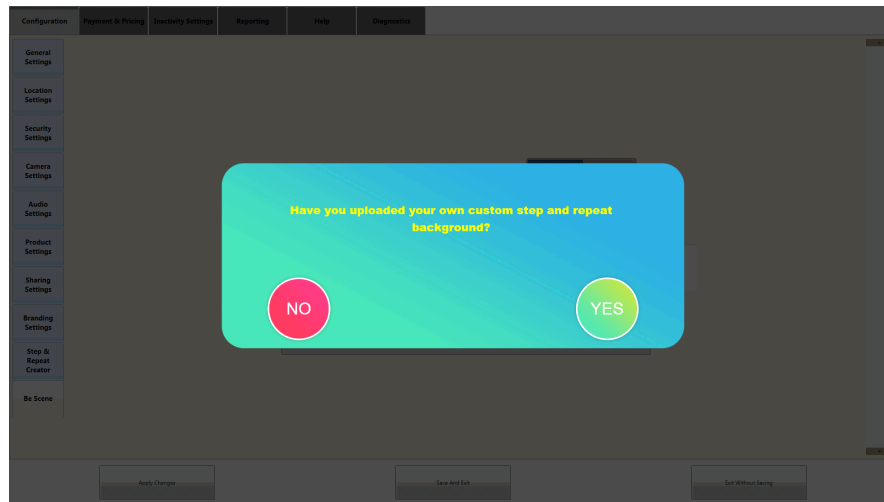 Configuration
Payment & Pricing
Inactivity Settings
Reporting
Help
Diagnostics
General
Settings
Location
Settings
Security
Settings
Camera
Settings
Audio
Settings
Product
Settings
Sharing
Settings
Branding
Settings
Step &
Repeat
Creator
Be Scene
Have you uploaded your own custom step and repeat
background?
NO
YES
Apply Changes
Save And Exit
Exit Without Saving